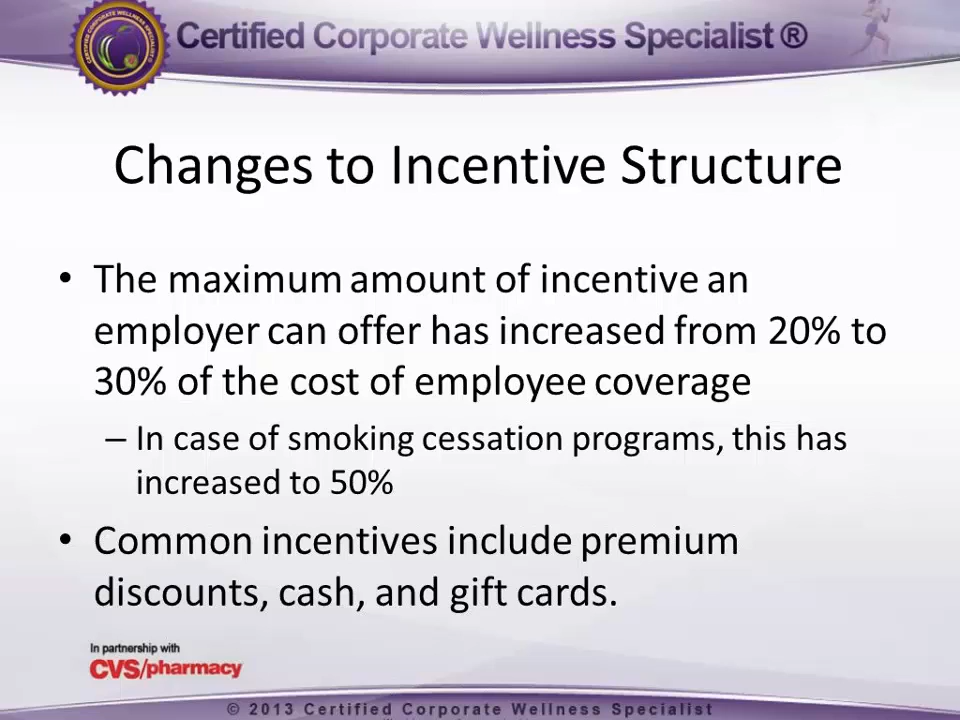 Certified Corporate Wellness Specialist ®
Changes to Incentive Structure
• The maximum amount of incentive an
employer can offer has increased from 20% to
30% of the cost of employee coverage
– In case of smoking cessation programs, this has
increased to 50%
• Common incentives include premium
discounts, cash, and gift cards.
In partnership with
CVS/pharmacy
© 2013 Certified Corporate Wellness Specialist